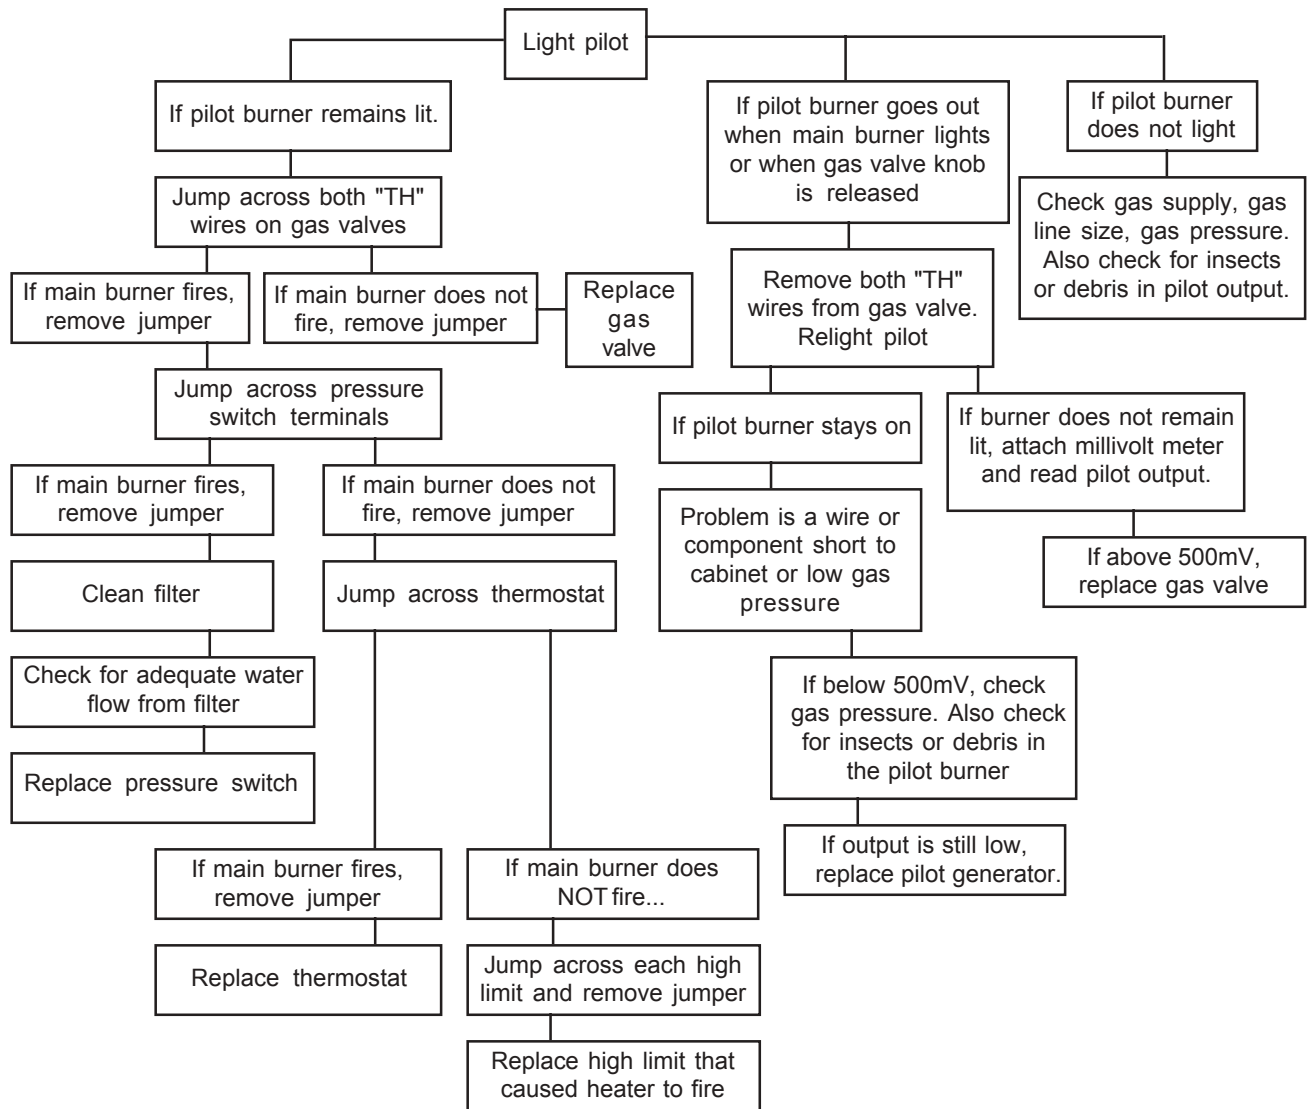 Light pilot
If pilot burner remains lit.
If pilot burner goes out
when main burner lights
or when gas valve knob
is released
If pilot burner
does not light
Jump across both "TH"
wires on gas valves
Check gas supply, gas
line size, gas pressure.
Also check for insects
or debris in pilot output.
If main burner fires,
remove jumper
If main burner does not
fire, remove jumper
Replace
gas
valve
Remove both "TH"
wires from gas valve.
Relight pilot
Jump across pressure
switch terminals
If pilot burner stays on
If burner does not remain
lit, attach millivolt meter
and read pilot output.
If main burner fires,
remove jumper
If main burner does not
fire, remove jumper
Problem is a wire or
component short to
cabinet or low gas
pressure
If above 500mV,
replace gas valve
Clean filter
Jump across thermostat
Check for adequate water
flow from filter
If below 500mV, check
gas pressure. Also check
for insects or debris in
the pilot burner
Replace pressure switch
If output is still low,
replace pilot generator.
If main burner fires,
remove jumper
If main burner does
NOT fire...
Replace thermostat
Jump across each high
limit and remove jumper
Replace high limit that
caused heater to fire